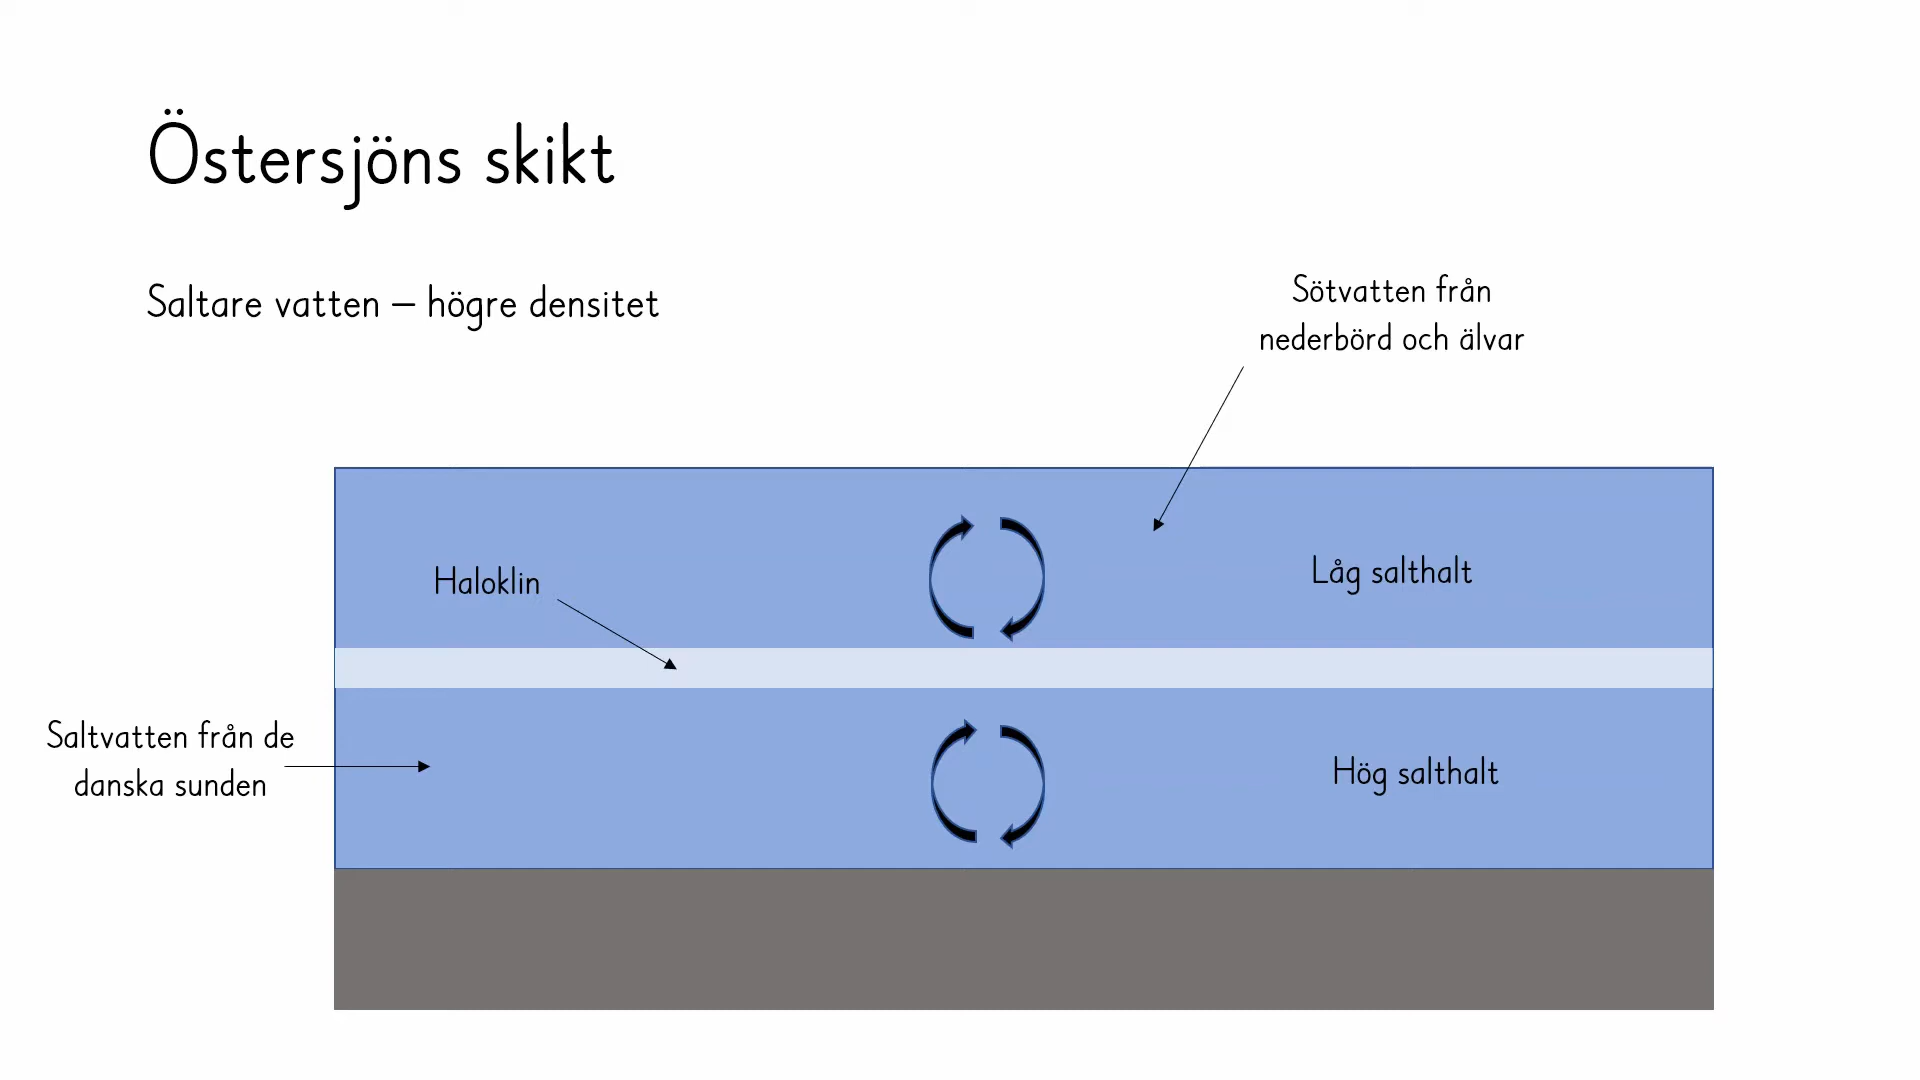 Östersjöns skikt
Saltare vatten – högre densitet
Sötvatten från
nederbörd och älvar
Haloklin
Låg salthalt
Saltvatten från de
danska sunden
Hög salthalt